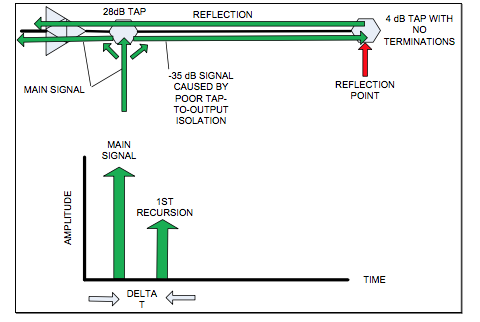 28dB TAP
REFLECTION
4 dB TAP WITH
NO
TERMINATIONS
MAIN SIGNAL
-35 dB SIGNAL
CAUSED BY
POOR TAP-
TO-OUTPUT
ISOLATION
REFLECTION
POINT
MAIN
SIGNAL
1ST
RECURSION
AMPLITUDE
TIME
DELTA
T